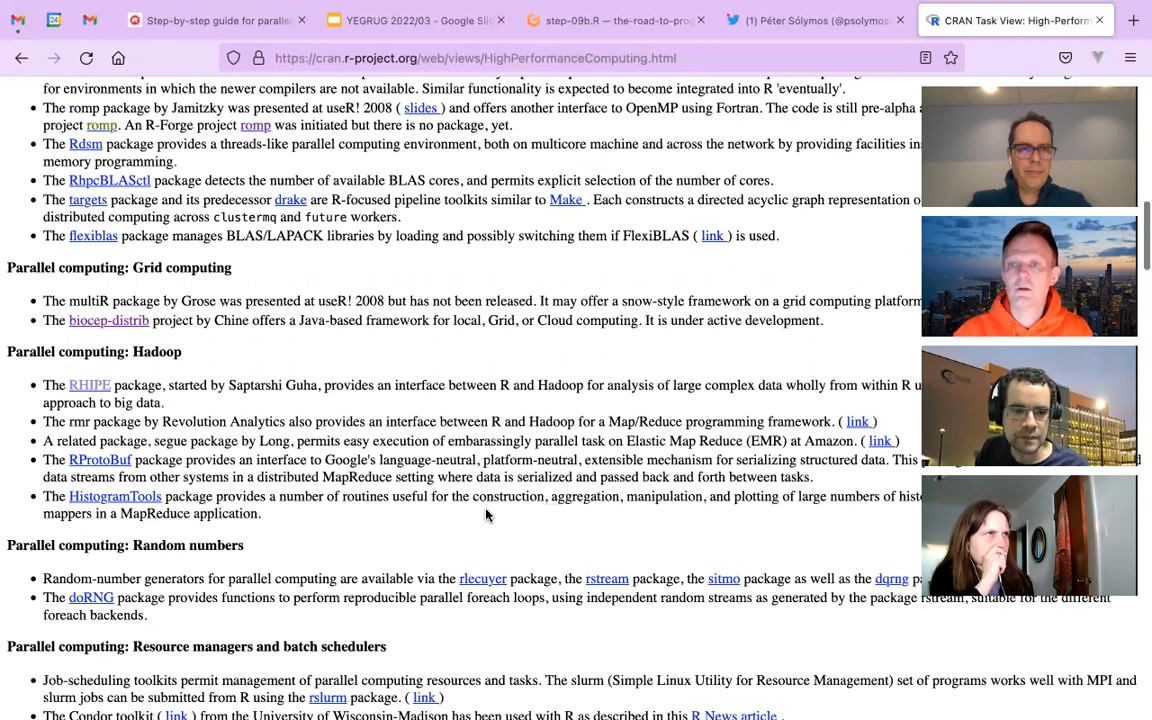 24
Step-by-step guide for parallel
YEGRUG 2022/03 - Google Slid
step-09b.R — the-road-to-pro
(1) Péter Sólymos (@psolymos
CRAN Task View: High-Perform
https://cran.r-project.org/web/views/HighPerformanceComputing.html
for environments in which the newer compilers are not available. Similar functionality is expected to become integrated into R 'eventually'.
The romp package by Jamitzky was presented at useR! 2008 ( slides ) and offers another interface to OpenMP using Fortran. The code is still pre-alpha
project romp. An R-Forge project romp was initiated but there is no package, yet.
The Rdsm package provides a threads-like parallel computing environment, both on multicore machine and across the network by providing facilities
memory programming.
The RhpcBLASctl package detects the number of available BLAS cores, and permits explicit selection of the number of cores.
The targets package and its predecessor drake are R-focused pipeline toolkits similar to Make . Each constructs a directed acyclic graph representation
distributed computing across clustermq and future workers.
The flexiblas package manages BLAS/LAPACK libraries by loading and possibly switching them if FlexiBLAS ( link ) is used.
Parallel computing: Grid computing
The multiR package by Grose was presented at useR! 2008 but has not been released. It may offer a snow-style framework on a grid computing platform
The biocep-distrib project by Chine offers a Java-based framework for local, Grid, or Cloud computing. It is under active development.
Parallel computing: Hadoop
The RHIPE package, started by Saptarshi Guha, provides an interface between R and Hadoop for analysis of large complex data wholly from within R
approach to big data.
The rmr package by Revolution Analytics also provides an interface between R and Hadoop for a Map/Reduce programming framework. ( link )
A related package, segue package by Long, permits easy execution of embarassingly parallel task on Elastic Map Reduce (EMR) at Amazon. ( link )
The RProtoBuf package provides an interface to Google's language-neutral, platform-neutral, extensible mechanism for serializing structured data. This
data streams from other systems in a distributed MapReduce setting where data is serialized and passed back and forth between tasks.
The HistogramTools package provides a number of routines useful for the construction, aggregation, manipulation, and plotting of large numbers of
mappers in a MapReduce application.
Parallel computing: Random numbers
Random-number generators for parallel computing are available via the rlecuyer package, the rstream package, the sitmo package as well as the dqrng
The doRNG package provides functions to perform reproducible parallel foreach loops, using independent random streams as generated by the package rstream, suitable for the different
foreach backends.
Parallel computing: Resource managers and batch schedulers
Job-scheduling toolkits permit management of parallel computing resources and tasks. The slurm (Simple Linux Utility for Resource Management) set of programs works well with MPI and
slurm jobs can be submitted from R using the rslurm package. ( link )
The Condor toolkit ( link ) from the University of Wisconsin-Madison has been used with R as described in this R News article .